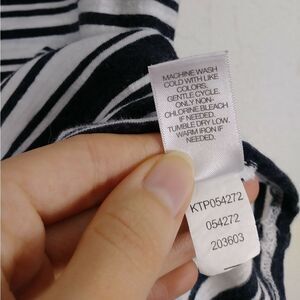 MACHINE WASH
COLD WITH LIKE
COLORS,
GENTLE CYCLE.
ONLY NON-
CHLORINE BLEACH
IF NEEDED.
TUMBLE DRY LOW.
WARM IRON IF
NEEDED.
KTP054272
054272
203603